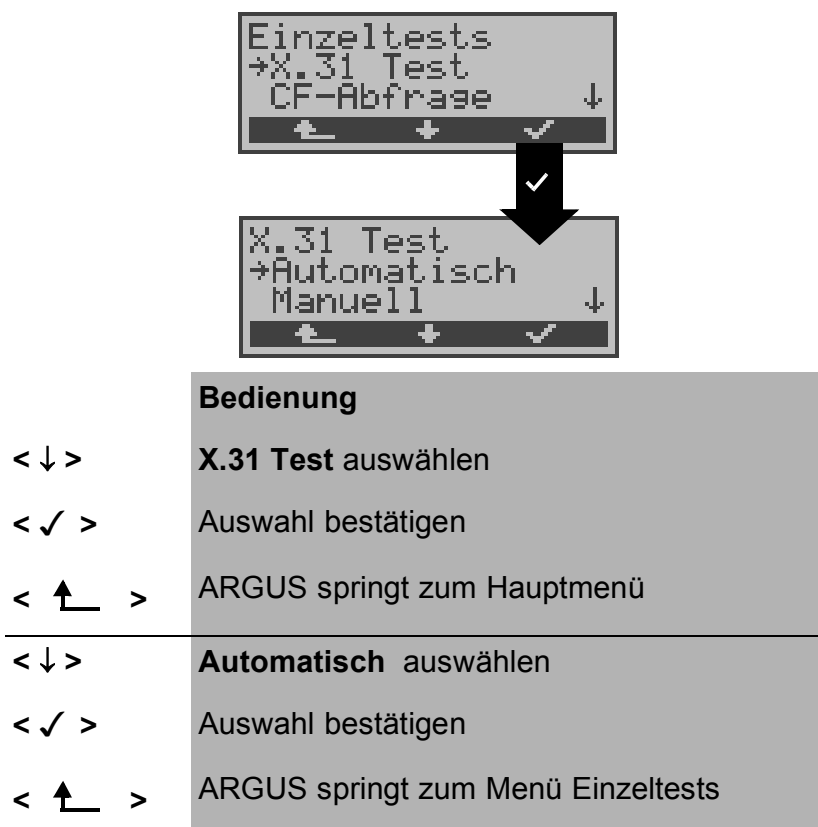 Einzeltests
→X.31 Test
CF-Abfrage ↓
✓
X.31 Test
→Automatisch
Manuell ↓
Bedienung
<↓> X.31 Test auswählen
<✓> Auswahl bestätigen
< > ARGUS springt zum Hauptmenü
<↓> Automatisch auswählen
<✓> Auswahl bestätigen
< > ARGUS springt zum Menü Einzeltests